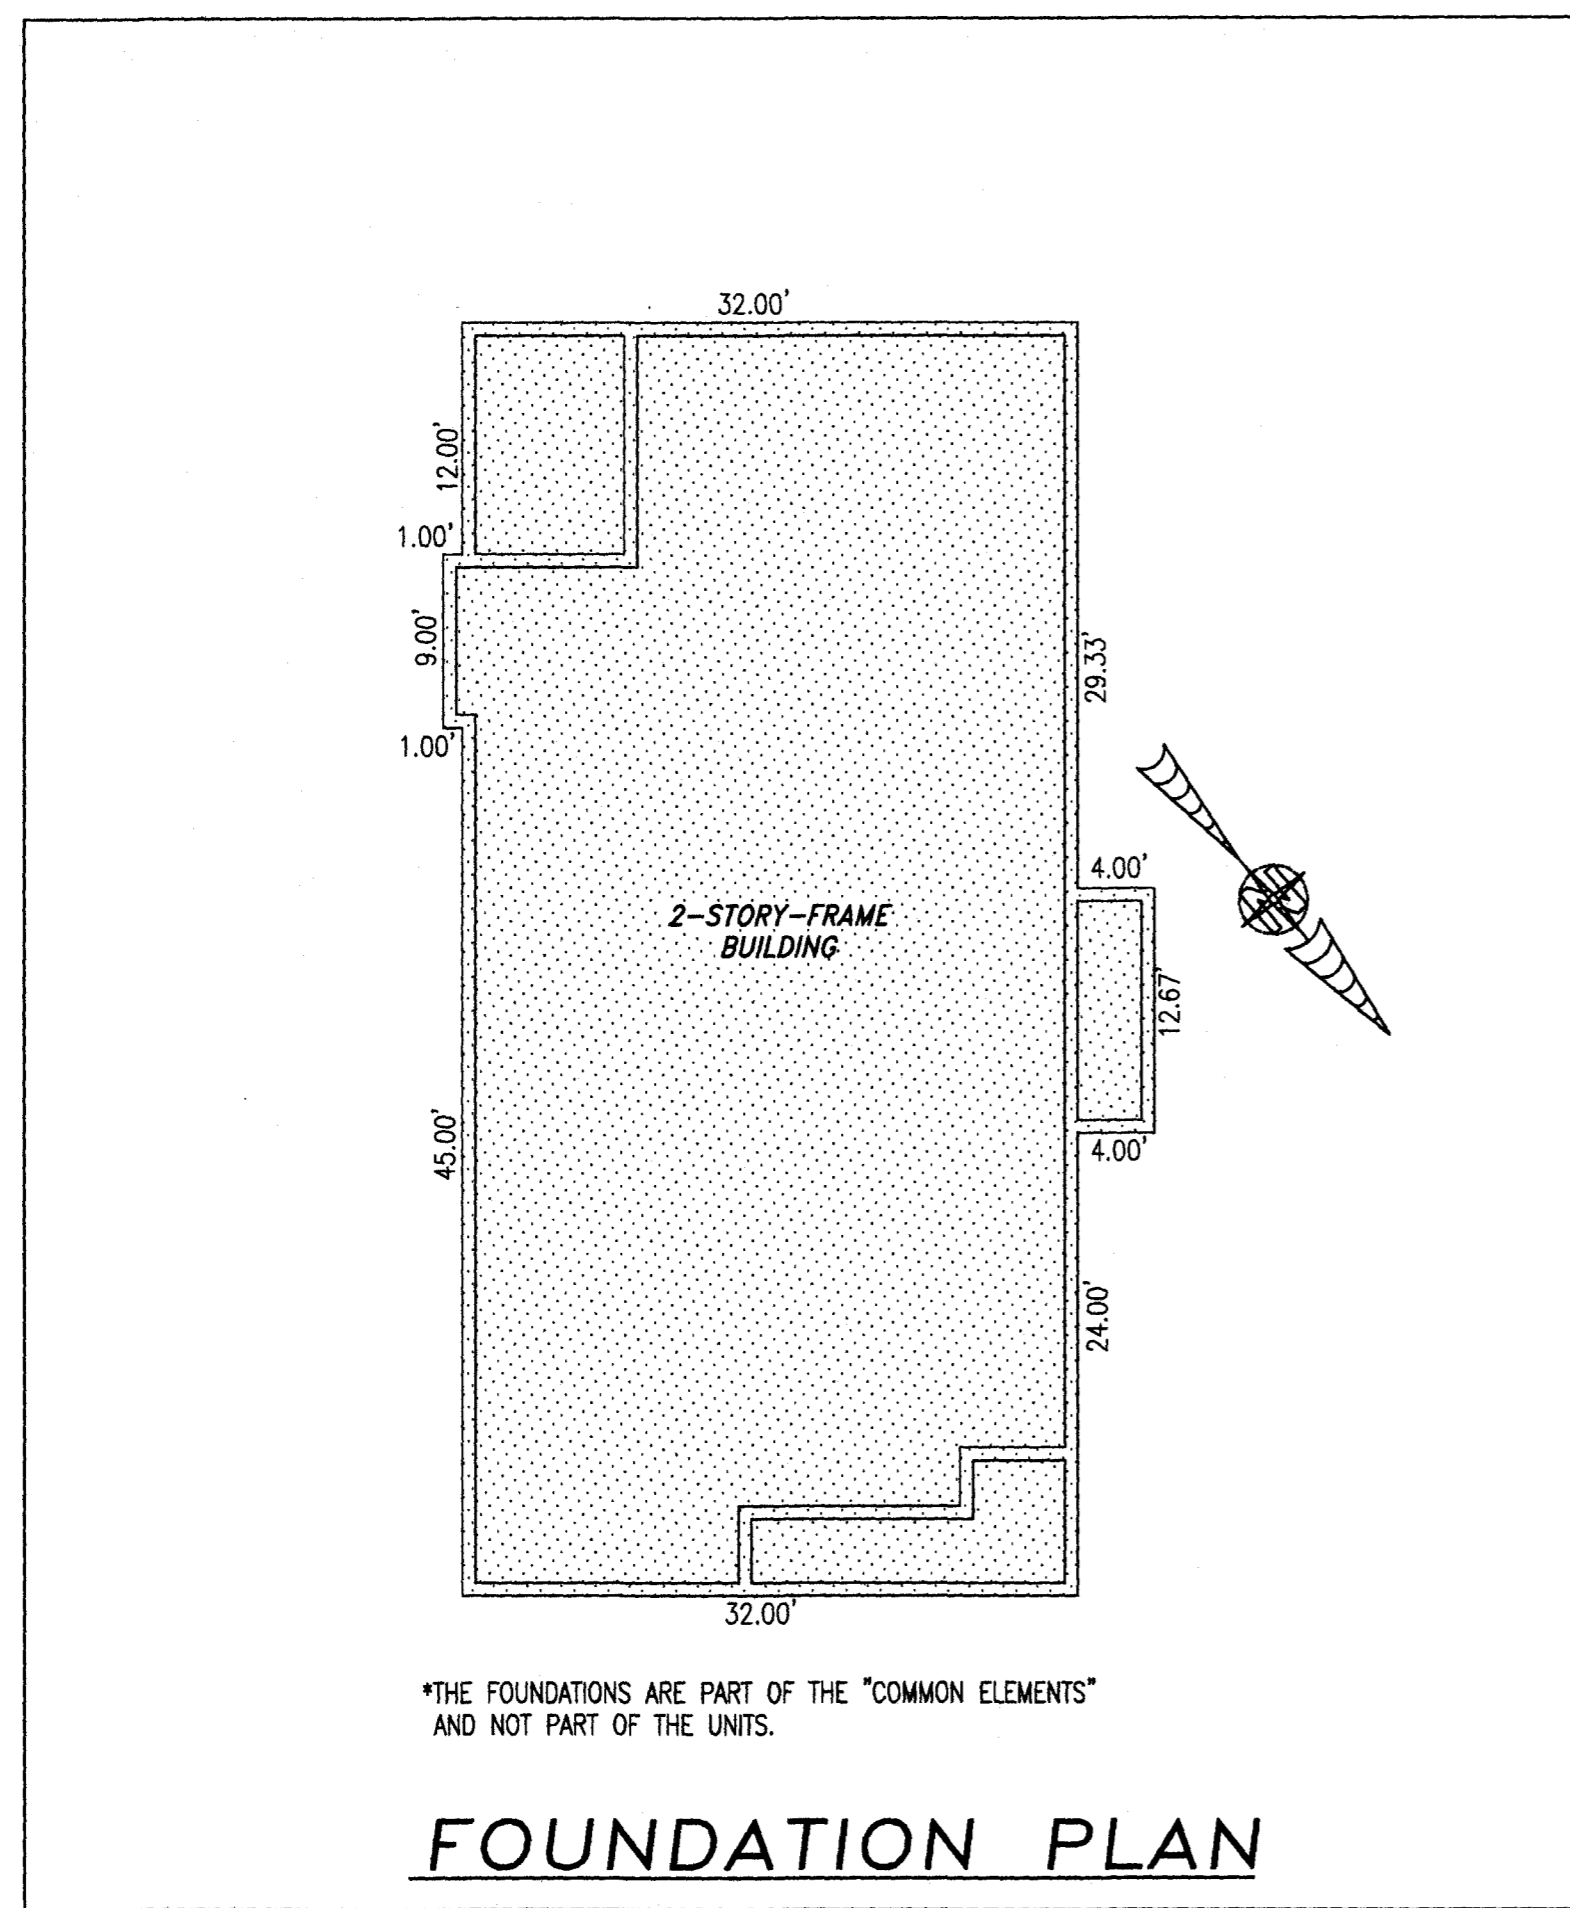 32.00'
12.00'
1.00'
9.00'
29.33'
1.00'
4.00'
2-STORY-FRAME
BUILDING
12.67'
45.00'
4.00'
24.00'
32.00'
*THE FOUNDATIONS ARE PART OF THE "COMMON ELEMENTS"
AND NOT PART OF THE UNITS.
FOUNDATION PLAN